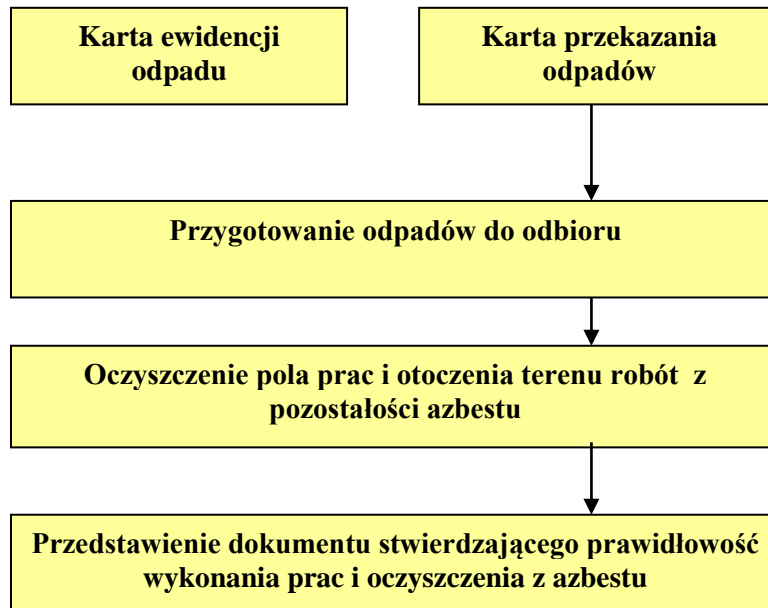 Karta ewidencji
odpadu
Karta przekazania
odpadów
Przygotowanie odpadów do odbioru
Oczyszczenie pola prac i otoczenia terenu robót z
pozostałości azbestu
Przedstawienie dokumentu stwierdzającego prawidłowość
wykonania prac i oczyszczenia z azbestu